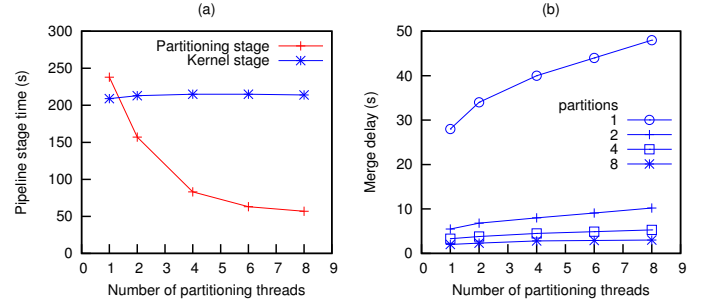 (a)
Pipeline stage time (s)
300
250
200
150
100
50
0
Partitioning stage
Kernel stage
0 1 2 3 4 5 6 7 8 9
Number of partitioning threads
(b)
Merge delay (s)
50
40
30
20
10
0
partitions
1
2
4
8
0 1 2 3 4 5 6 7 8 9
Number of partitioning threads